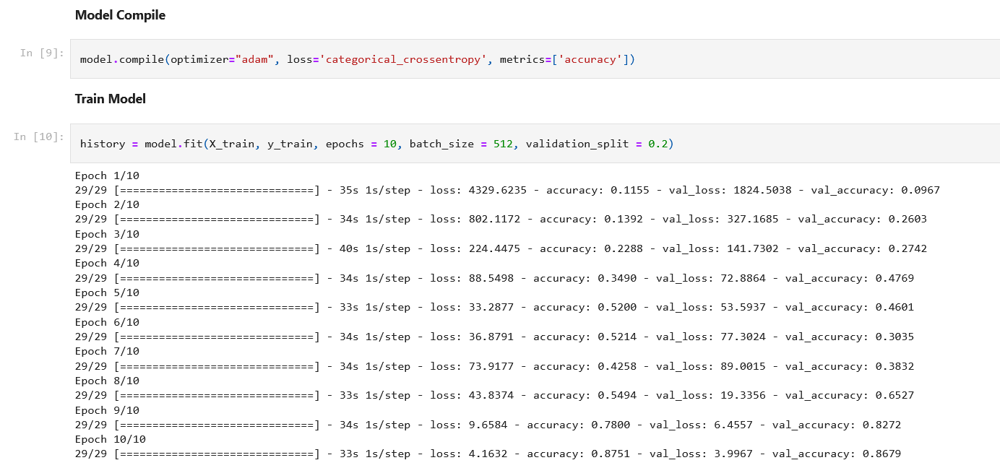 Model Compile
In [9]:
model.compile(optimizer="adam", loss='categorical_crossentropy', metrics=['accuracy'])
Train Model
In [10]:
history = model.fit(X_train, y_train, epochs = 10, batch_size = 512, validation_split = 0.2)
Epoch 1/10
29/29 [==============================] - 35s 1s/step - loss: 4329.6235 - accuracy: 0.1155 - val_loss: 1824.5038 - val_accuracy: 0.0967
Epoch 2/10
29/29 [==============================] - 34s 1s/step - loss: 802.1172 - accuracy: 0.1392 - val_loss: 327.1685 - val_accuracy: 0.2603
Epoch 3/10
29/29 [==============================] - 40s 1s/step - loss: 224.4475 - accuracy: 0.2288 - val_loss: 141.7302 - val_accuracy: 0.2742
Epoch 4/10
29/29 [==============================] - 34s 1s/step - loss: 88.5498 - accuracy: 0.3490 - val_loss: 72.8864 - val_accuracy: 0.4769
Epoch 5/10
29/29 [==============================] - 33s 1s/step - loss: 33.2877 - accuracy: 0.5200 - val_loss: 53.5937 - val_accuracy: 0.4601
Epoch 6/10
29/29 [==============================] - 34s 1s/step - loss: 36.8791 - accuracy: 0.5214 - val_loss: 77.3024 - val_accuracy: 0.3035
Epoch 7/10
29/29 [==============================] - 34s 1s/step - loss: 73.9177 - accuracy: 0.4258 - val_loss: 89.0015 - val_accuracy: 0.3832
Epoch 8/10
29/29 [==============================] - 33s 1s/step - loss: 43.8374 - accuracy: 0.5494 - val_loss: 19.3356 - val_accuracy: 0.6527
Epoch 9/10
29/29 [==============================] - 34s 1s/step - loss: 9.6584 - accuracy: 0.7800 - val_loss: 6.4557 - val_accuracy: 0.8272
Epoch 10/10
29/29 [==============================] - 33s 1s/step - loss: 4.1632 - accuracy: 0.8751 - val_loss: 3.9967 - val_accuracy: 0.8679